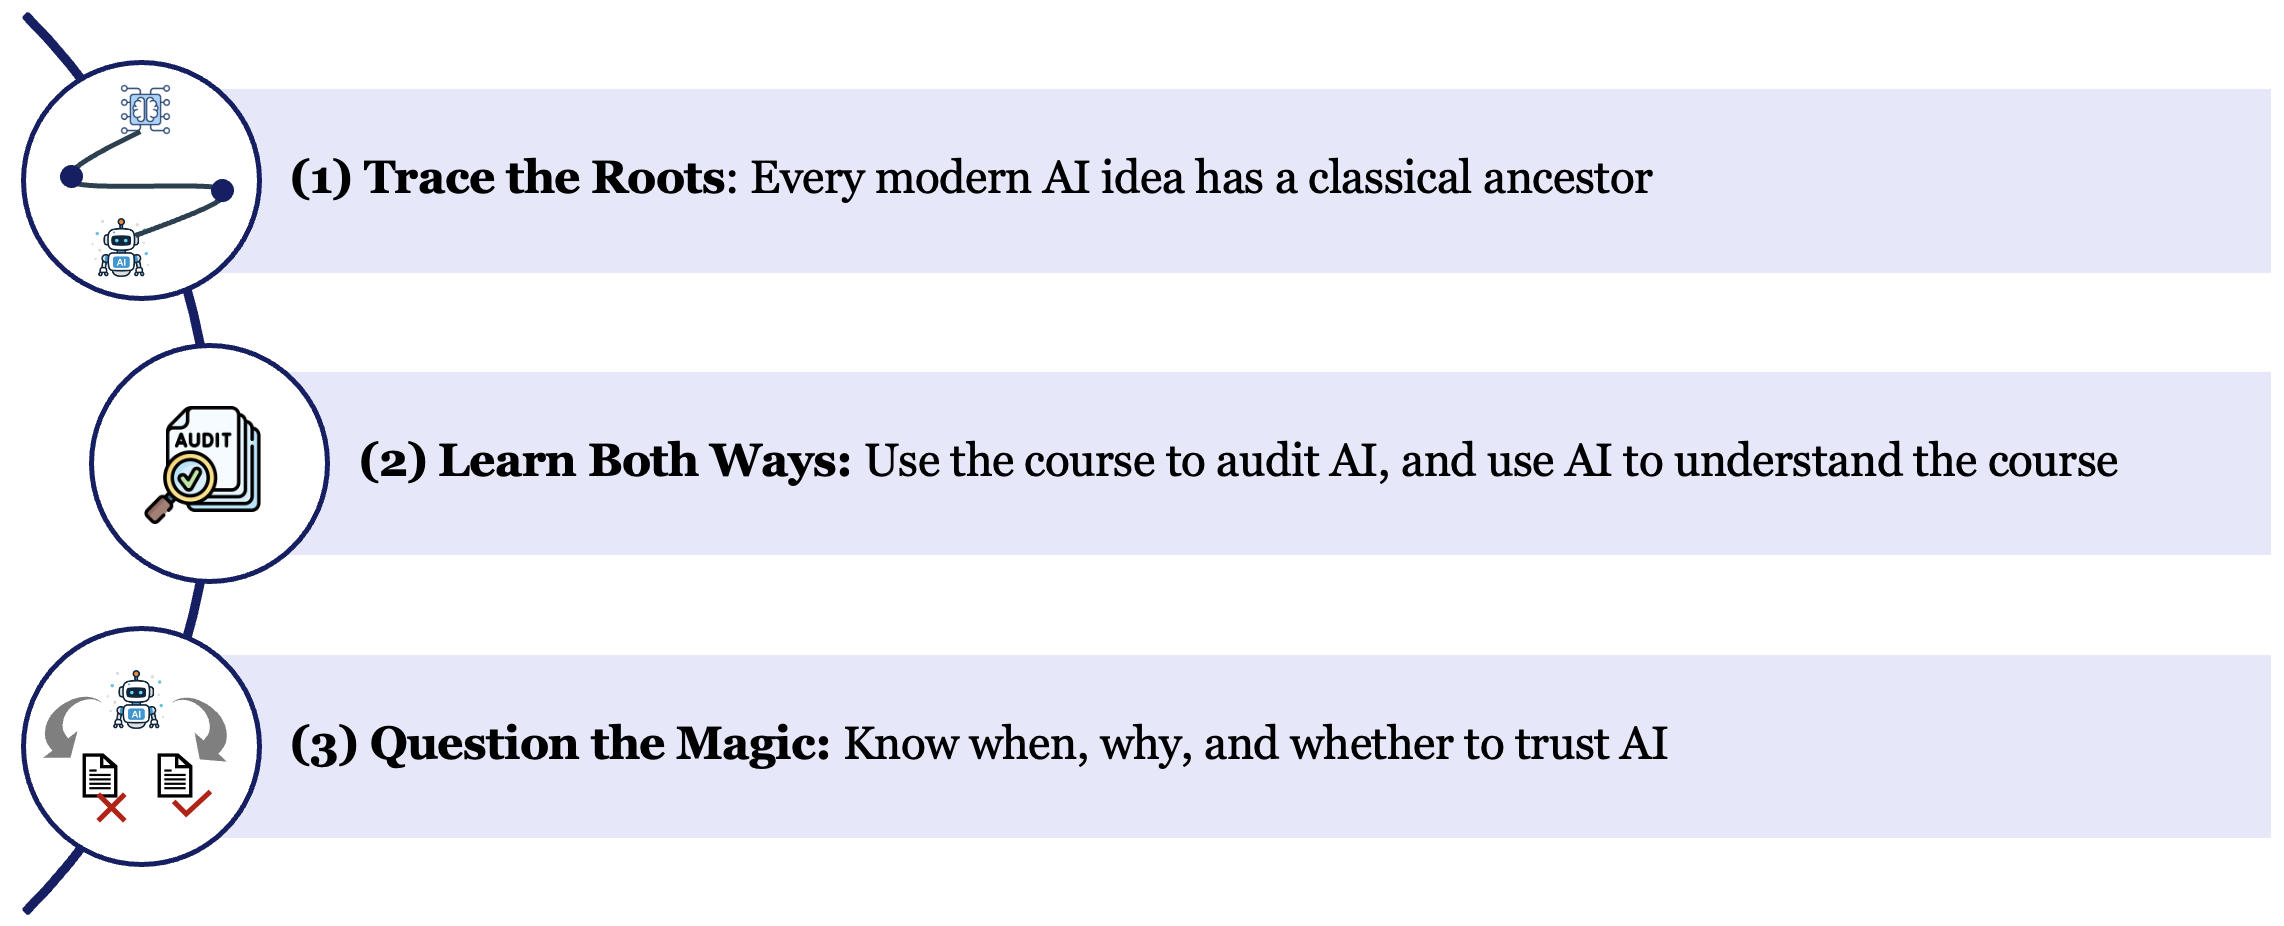 AI
(1) Trace the Roots: Every modern AI idea has a classical ancestor
AUDIT
(2) Learn Both Ways: Use the course to audit AI, and use AI to understand the course
AI
(3) Question the Magic: Know when, why, and whether to trust AI